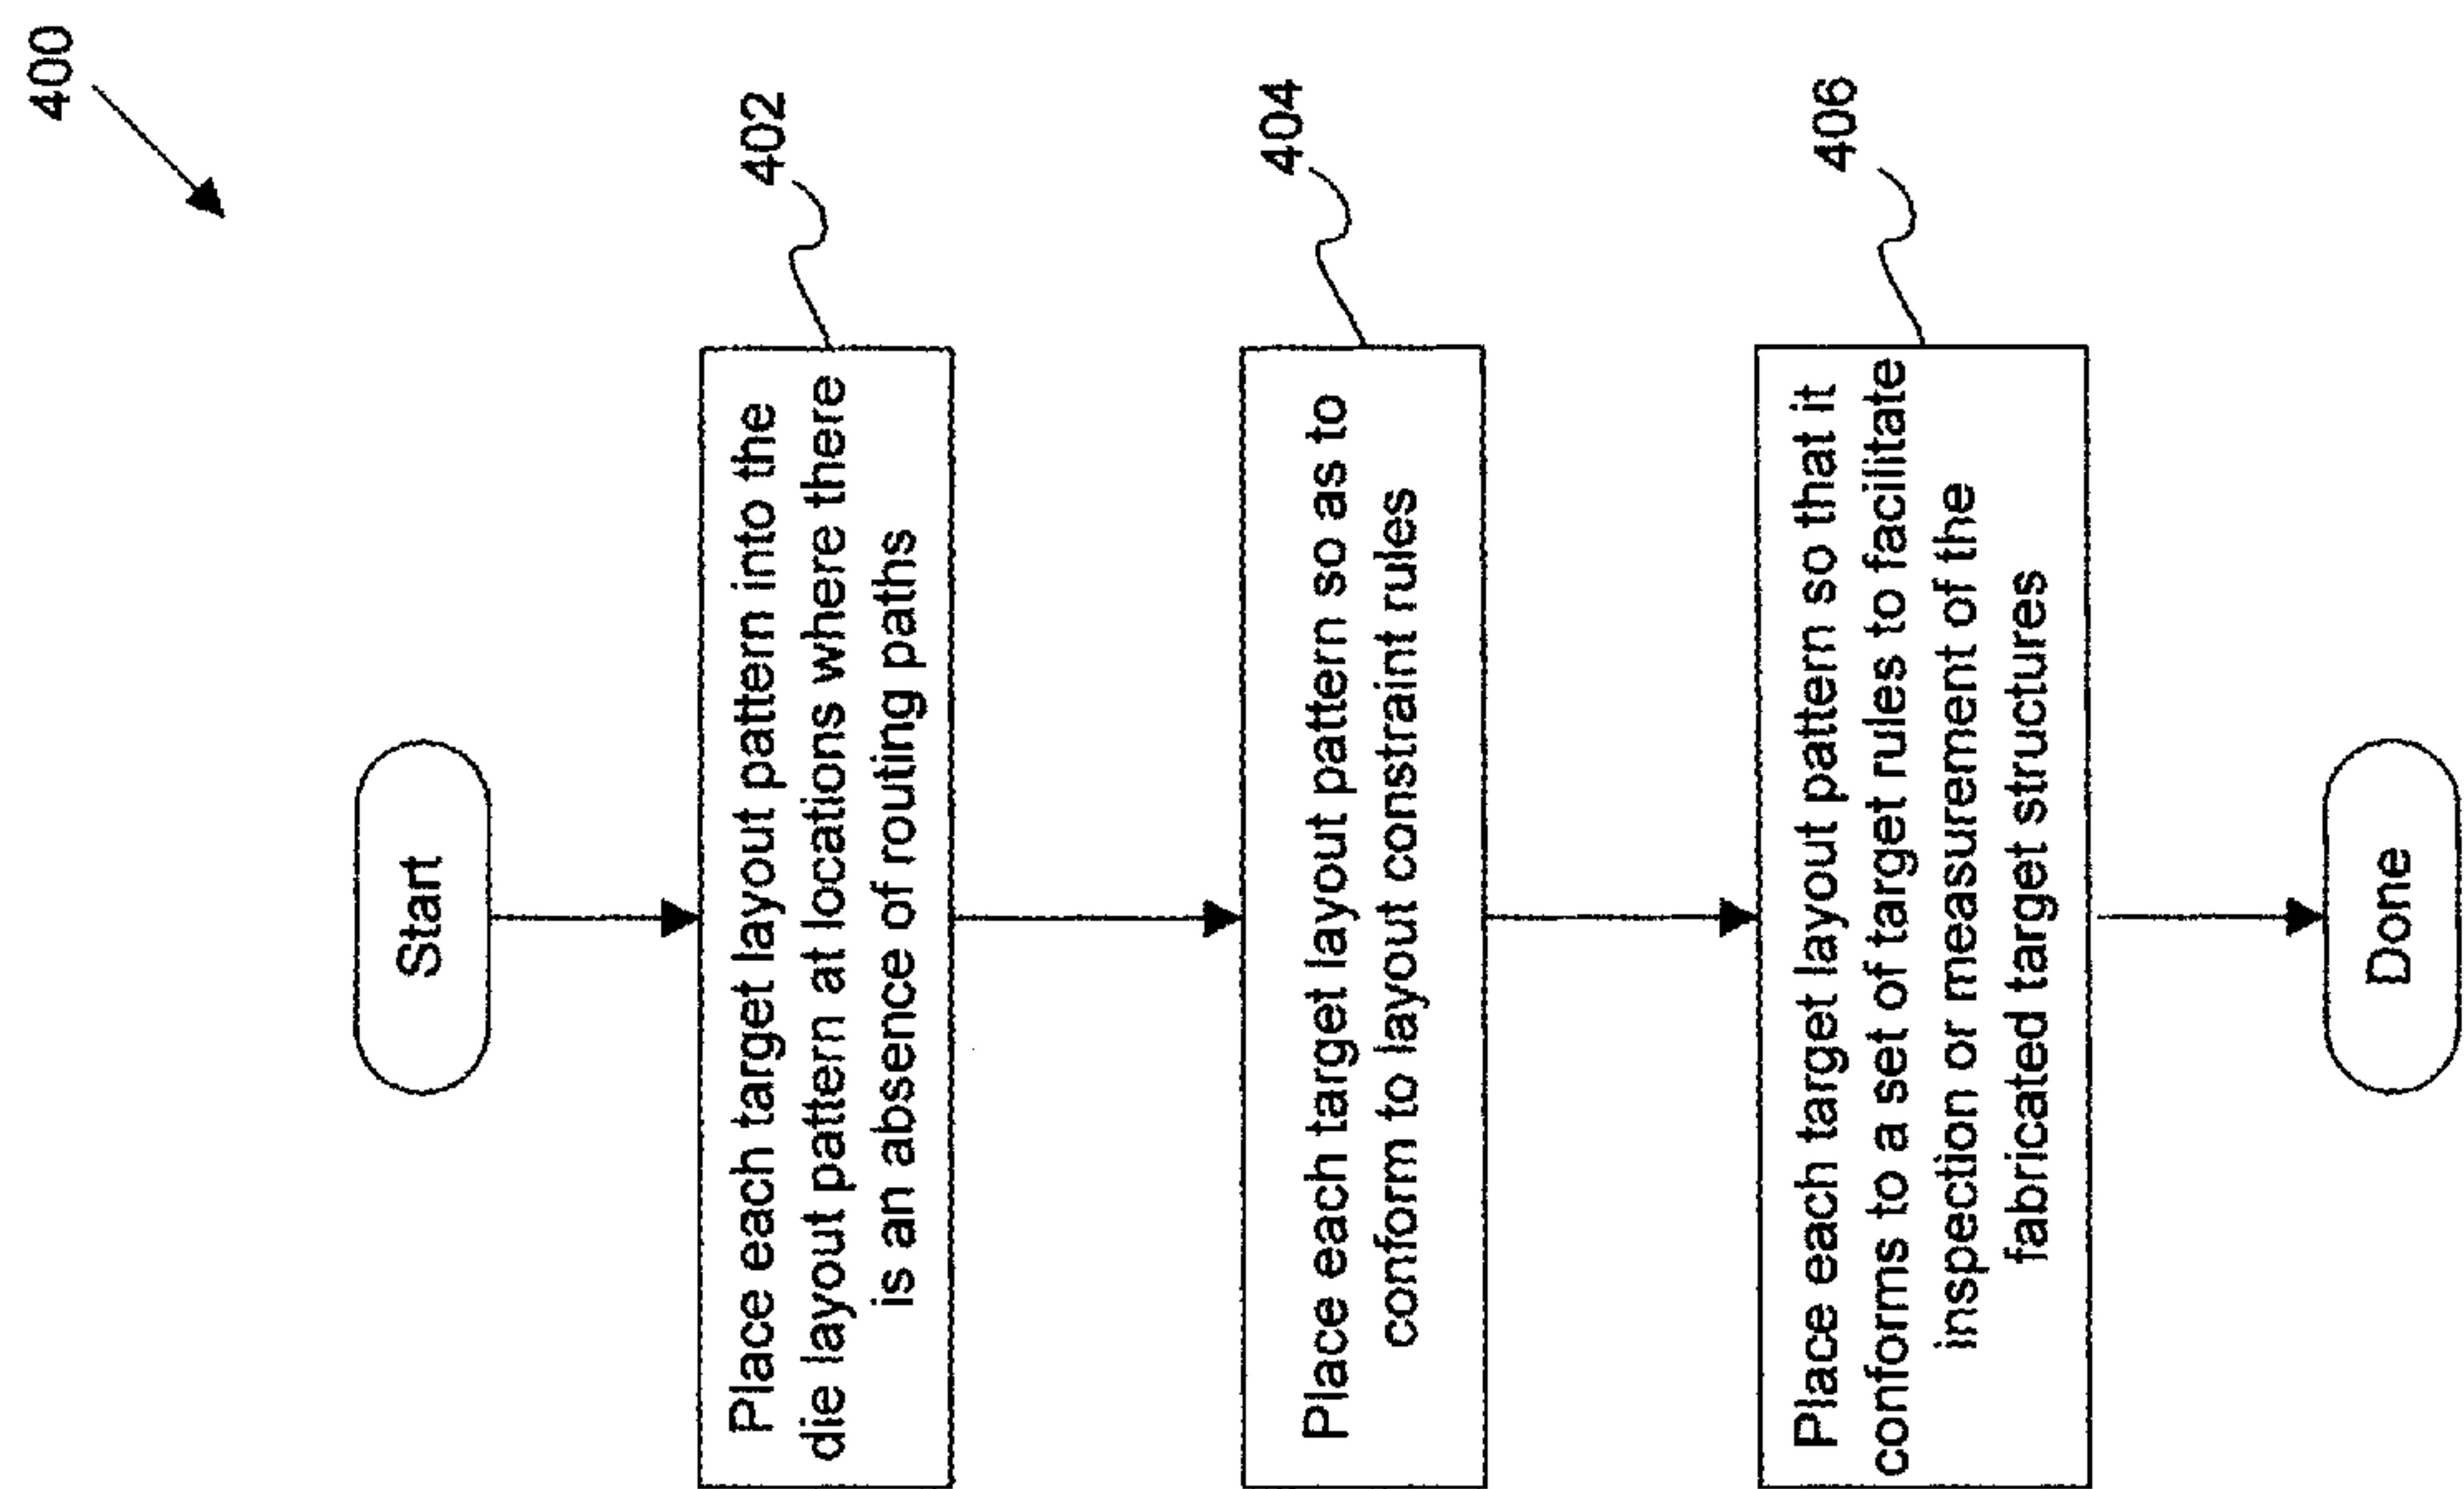 400
Start
Place each target layout pattern into the
die layout pattern at locations where there
is an absence of routing paths
402
Place each target layout pattern so as to
conform to layout constraint rules
404
Place each target layout pattern so that it
conforms to a set of target rules to facilitate
inspection or measurement of the
fabricated target structures
406
Done